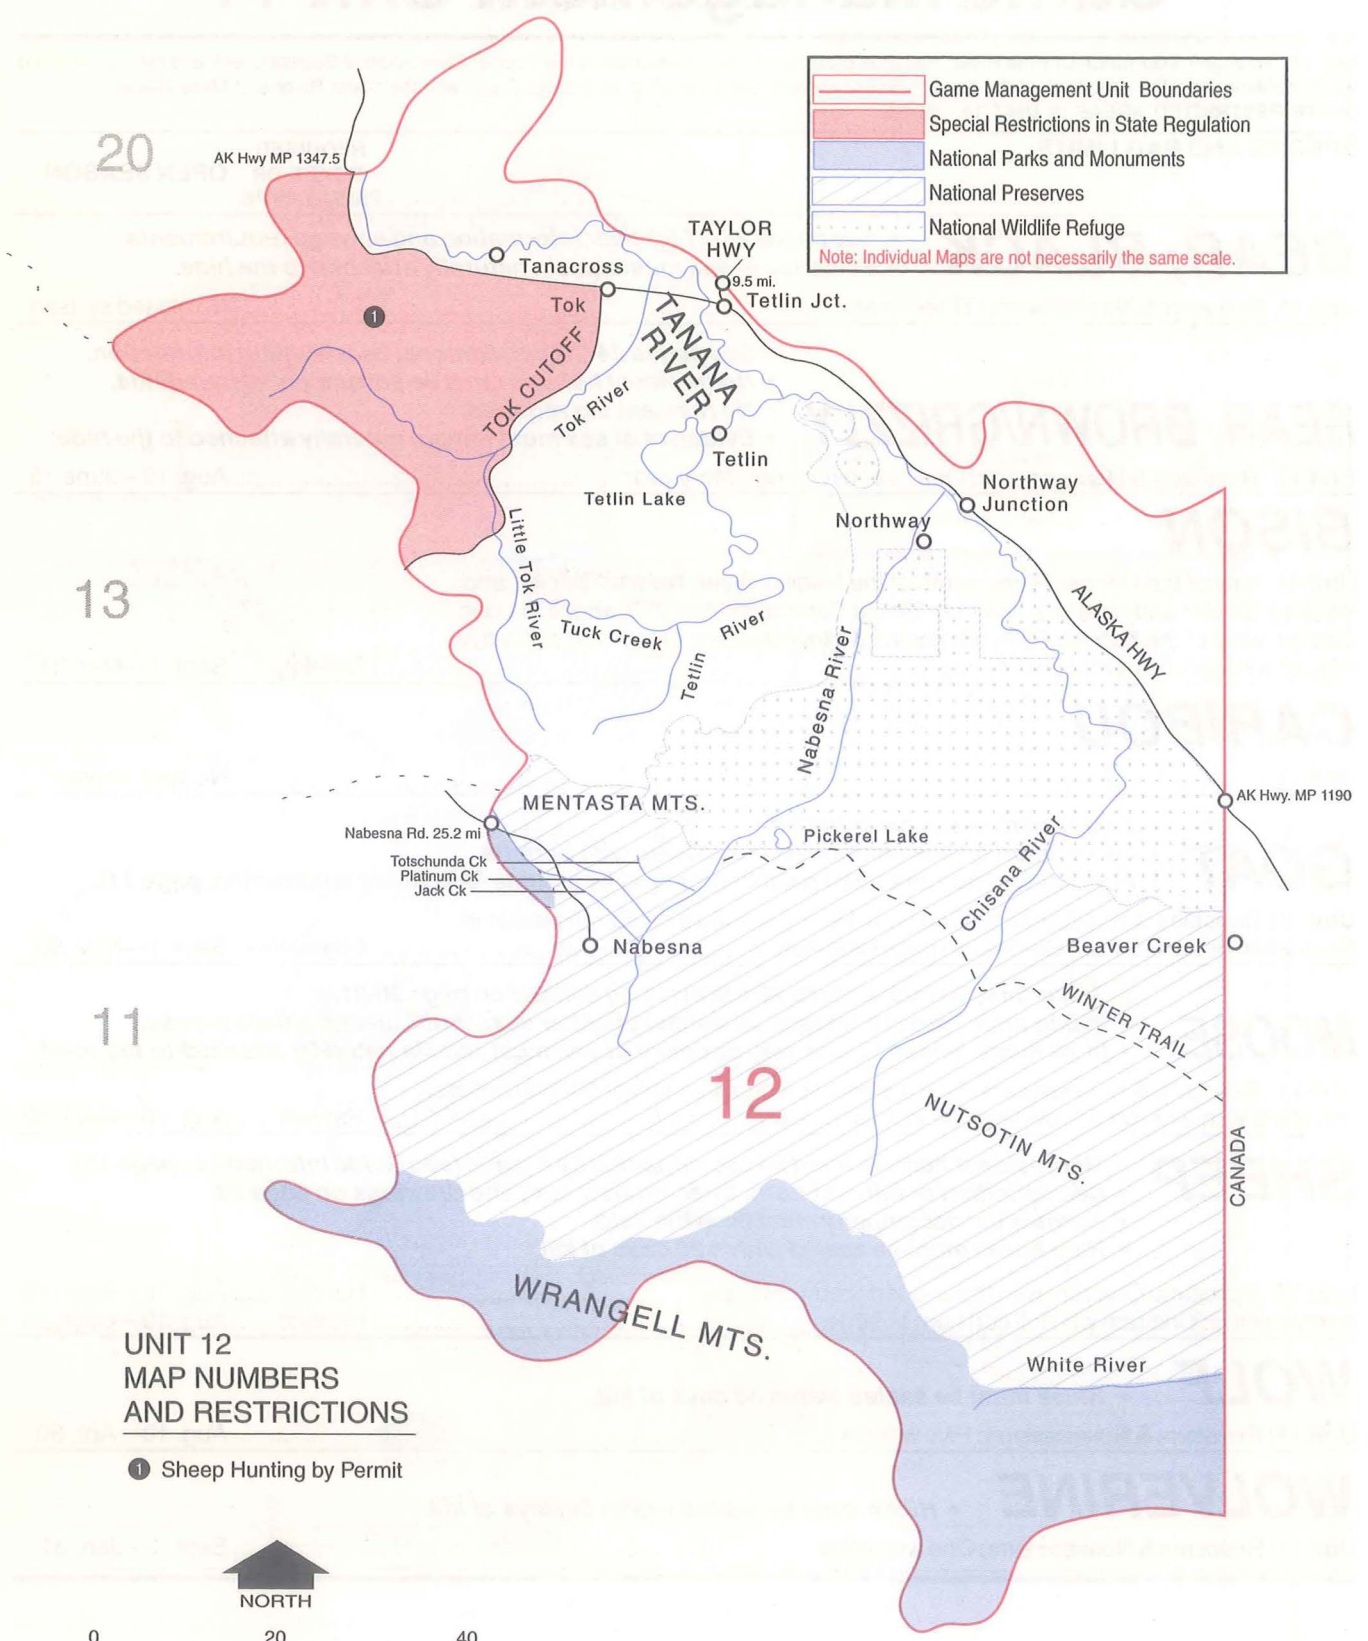 Game Management Unit Boundaries
Special Restrictions in State Regulation
National Parks and Monuments
National Preserves
National Wildlife Refuge
Note: Individual Maps are not necessarily the same scale.
20
AK Hwy MP 1347.5
TAYLOR
HWY
9.5 mi.
Tanacross
Tetlin Jct.
Tok
1
TANANA
RIVER
TOK CUTOFF
Tok River
Tetlin
Tetlin Lake
Northway
Junction
Northway
Little Tok River
13
ALASKA HWY
Tuck Creek
River
Tetlin
Nabesna River
MENTASTA MTS.
AK Hwy. MP 1190
Nabesna Rd. 25.2 mi
Pickerel Lake
Totschunda Ck
Platinum Ck
Jack Ck
Chisana River
Nabesna
Beaver Creek
11
WINTER TRAIL
12
NUTSOTIN MTS.
CANADA
WRANGELL MTS.
White River
UNIT 12
MAP NUMBERS
AND RESTRICTIONS
1 Sheep Hunting by Permit
NORTH
0 20 40